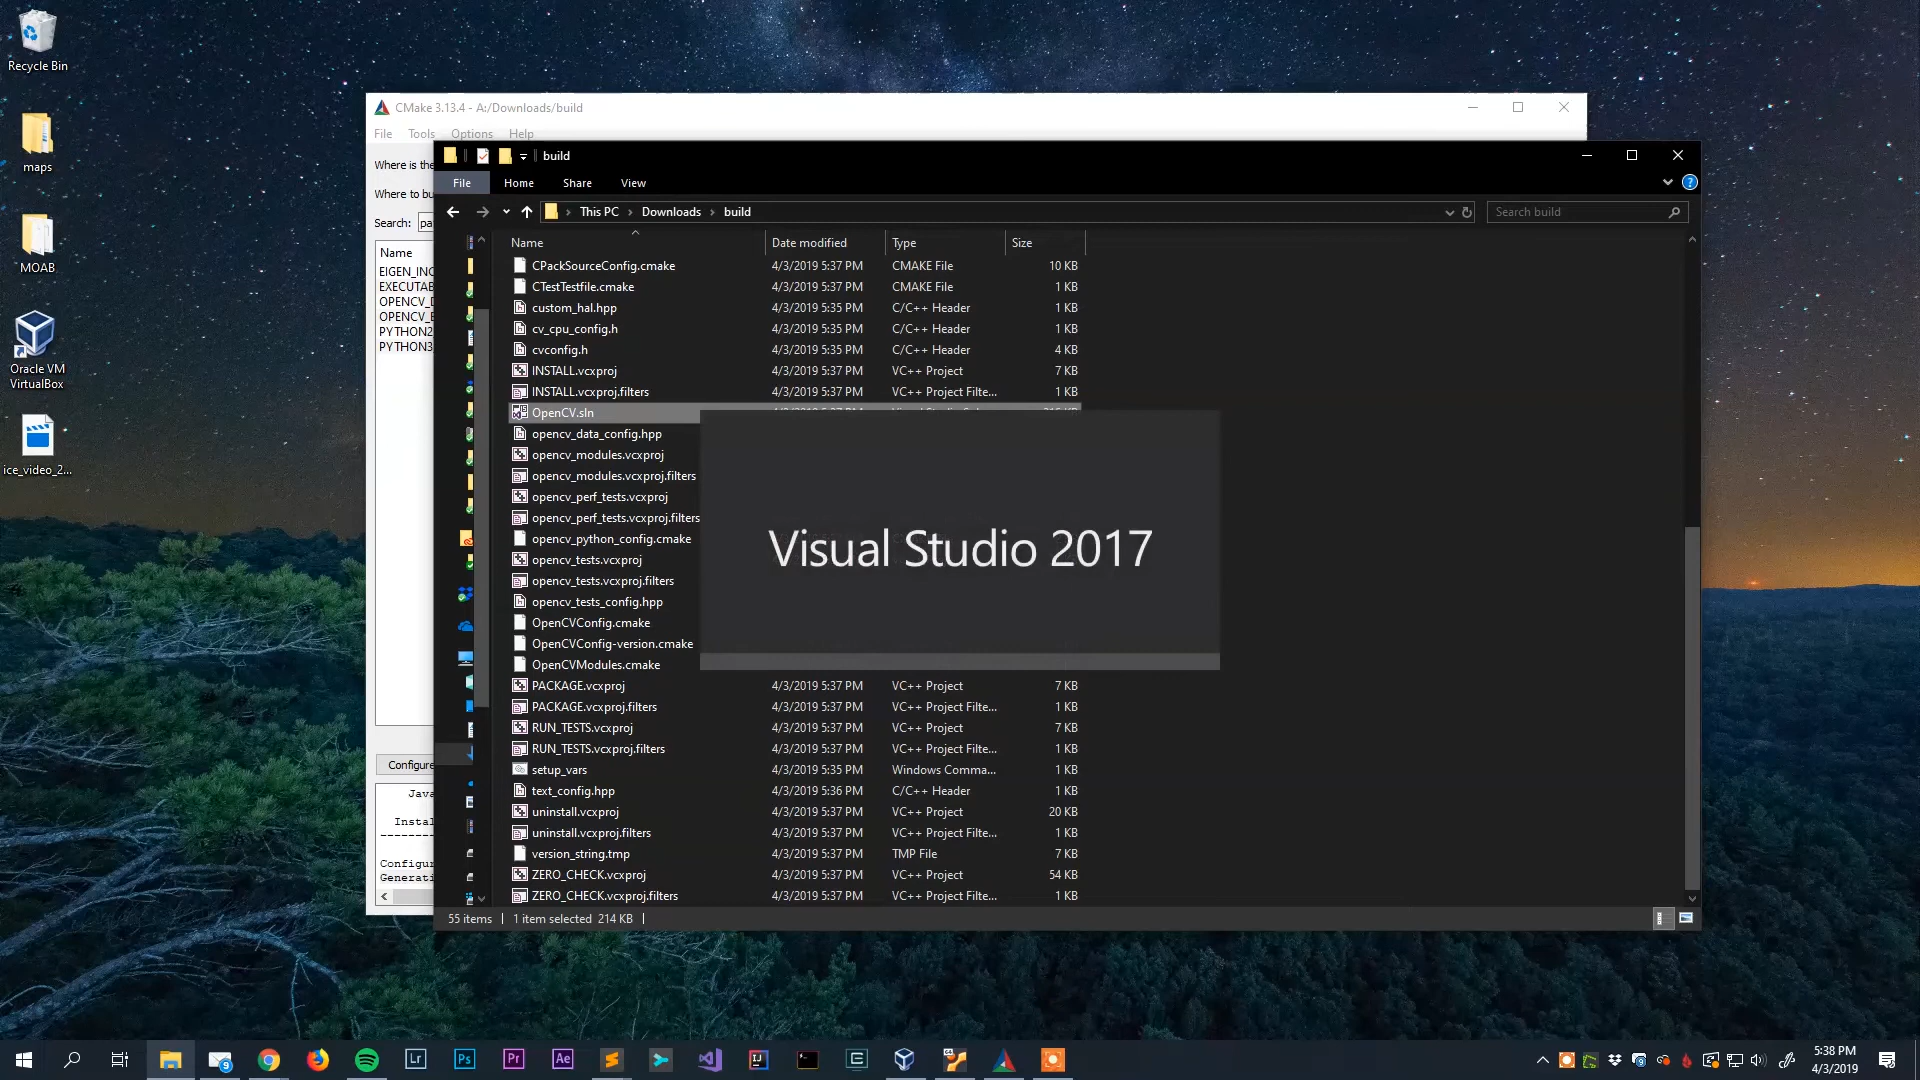 Recycle Bin
maps
MOAB
Oracle VM
VirtualBox
ice_video_2...
CMake 3.13.4 - A:/Downloads/build
File Tools Options Help
Where is the
Where to bu
Search: pa
Name
EIGEN_INC
EXECUTAB
OPENCV_D
OPENCV_E
PYTHON2
PYTHON3
Configure
Java
Instal
----------
Configur
Generati
build
File Home Share View
This PC Downloads build
Search build
Name Date modified Type Size
CPackSourceConfig.cmake 4/3/2019 5:37 PM CMAKE File 10 KB
CTestTestfile.cmake 4/3/2019 5:37 PM CMAKE File 1 KB
custom_hal.hpp 4/3/2019 5:35 PM C/C++ Header 1 KB
cv_cpu_config.h 4/3/2019 5:35 PM C/C++ Header 1 KB
cvconfig.h 4/3/2019 5:35 PM C/C++ Header 4 KB
INSTALL.vcxproj 4/3/2019 5:37 PM VC++ Project 7 KB
INSTALL.vcxproj.filters 4/3/2019 5:37 PM VC++ Project Filte... 1 KB
OpenCV.sln
opencv_data_config.hpp
opencv_modules.vcxproj
opencv_modules.vcxproj.filters
opencv_perf_tests.vcxproj
opencv_perf_tests.vcxproj.filters
opencv_python_config.cmake
opencv_tests.vcxproj
opencv_tests.vcxproj.filters
opencv_tests_config.hpp
OpenCVConfig.cmake
OpenCVConfig-version.cmake
OpenCVModules.cmake
Visual Studio 2017
PACKAGE.vcxproj 4/3/2019 5:37 PM VC++ Project 7 KB
PACKAGE.vcxproj.filters 4/3/2019 5:37 PM VC++ Project Filte... 1 KB
RUN_TESTS.vcxproj 4/3/2019 5:37 PM VC++ Project 7 KB
RUN_TESTS.vcxproj.filters 4/3/2019 5:37 PM VC++ Project Filte... 1 KB
setup_vars 4/3/2019 5:35 PM Windows Comma... 1 KB
text_config.hpp 4/3/2019 5:36 PM C/C++ Header 1 KB
uninstall.vcxproj 4/3/2019 5:37 PM VC++ Project 20 KB
uninstall.vcxproj.filters 4/3/2019 5:37 PM VC++ Project Filte... 1 KB
version_string.tmp 4/3/2019 5:37 PM TMP File 7 KB
ZERO_CHECK.vcxproj 4/3/2019 5:37 PM VC++ Project 54 KB
ZERO_CHECK.vcxproj.filters 4/3/2019 5:37 PM VC++ Project Filte... 1 KB
55 items 1 item selected 214 KB
9 Lr Ps Pr Ae IJ
5:38 PM
4/3/2019